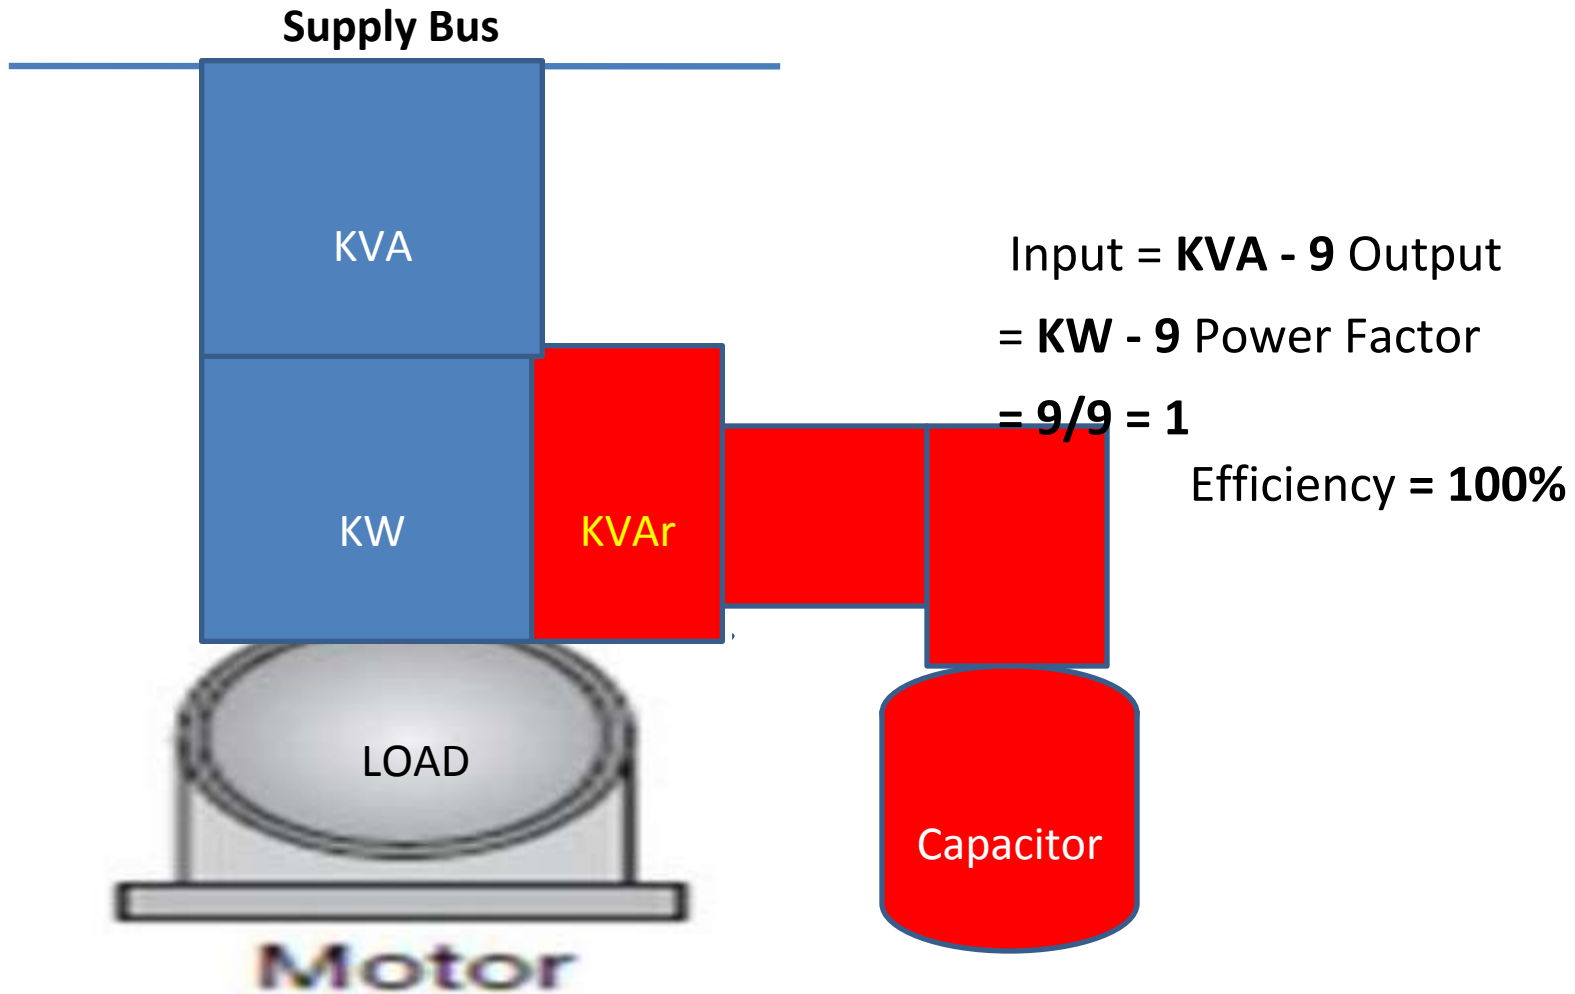 Supply Bus
KVA
Input = KVA - 9 Output
= KW - 9 Power Factor
= 9/9 = 1
Efficiency = 100%
KW
KVAr
LOAD
Capacitor
Motor